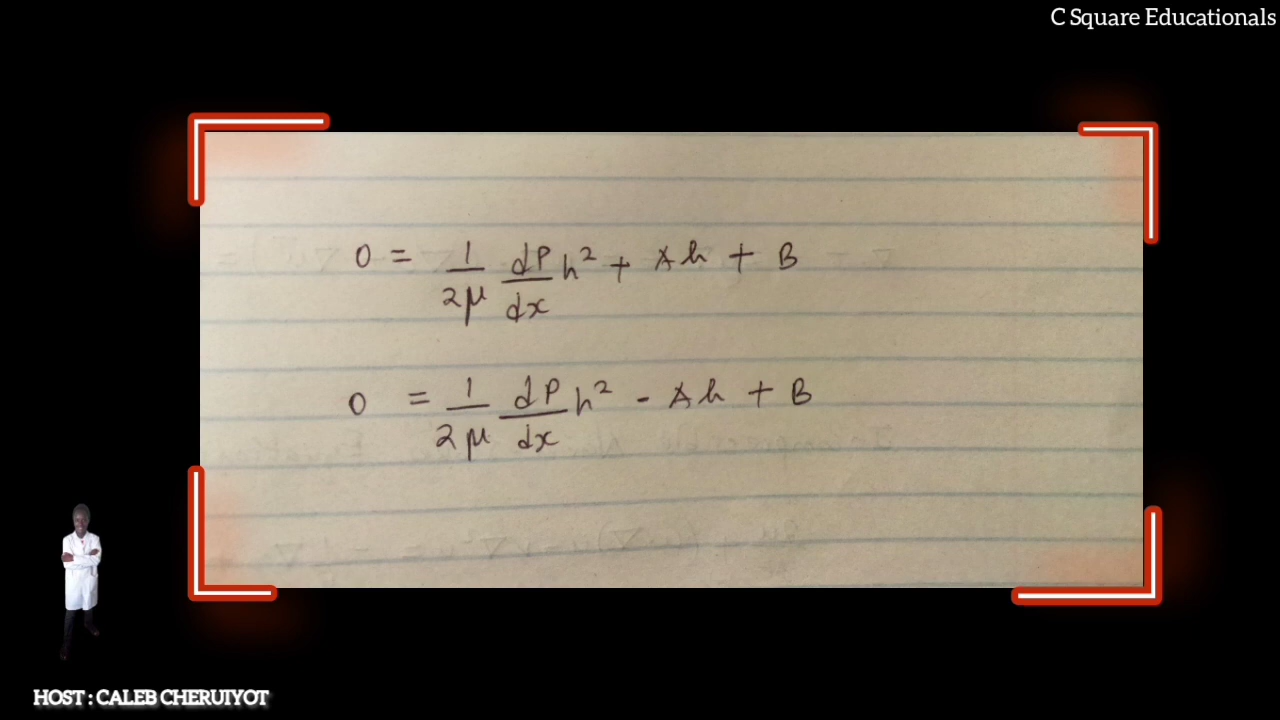 C Square Educationals
0 = 1/2μ dP/dx h² + Ah + B
0 = 1/2μ dP/dx h² - Ah + B
HOST : CALEB CHERUIYOT